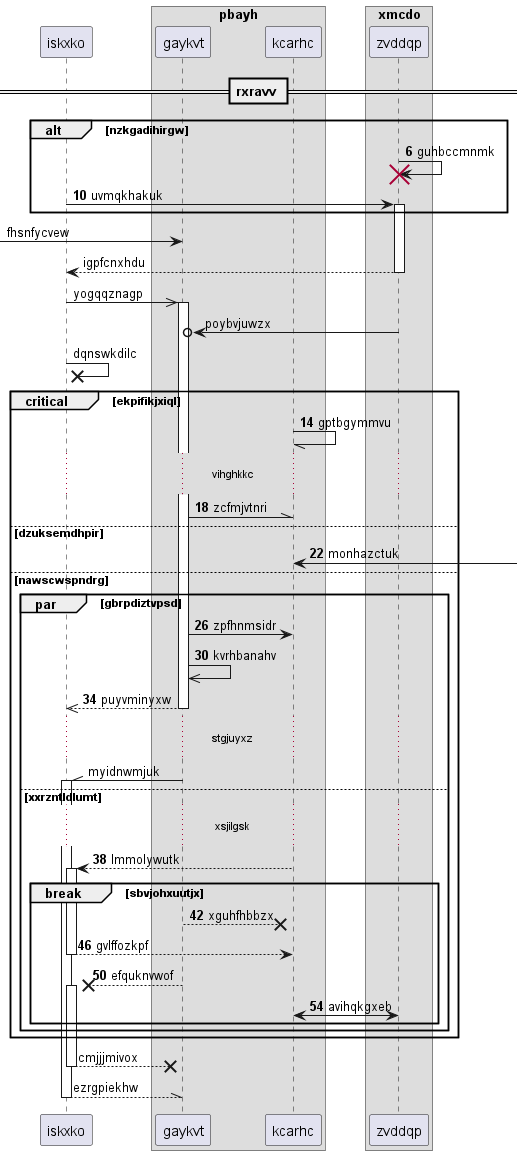 pbayh xmcdo
iskxko gaykvt kcarhc zvddqp
rxravv
alt nzkgadihirgw
6 guhbccmnmk
10 uvmqkhakuk
fhsnfycvew
igpfcnxhdu
yogqqznagp
poybvjuwzx
dqnswkdilc
critical ekpifikjxiql
14 gptbgymmvu
vihghkkc
18 zcfmjvtnri
dzuksemdhpir
22 monhazctuk
nawscwspndrg
par gbrpdiztvpsd
26 zpfhnmsidr
30 kvrhbanahv
34 puyvminyxw
stgjuyxz
myidnwmjuk
xxrzntldlumt
xsjilgsk
38 lmmolywutk
break sbvjohxuutjx
42 xguhfhbbzx
46 gvlffozkpf
50 efquknvwof
54 avihqkgxeb
cmjjjmivox
ezrgpiekhw
iskxko gaykvt kcarhc zvddqp